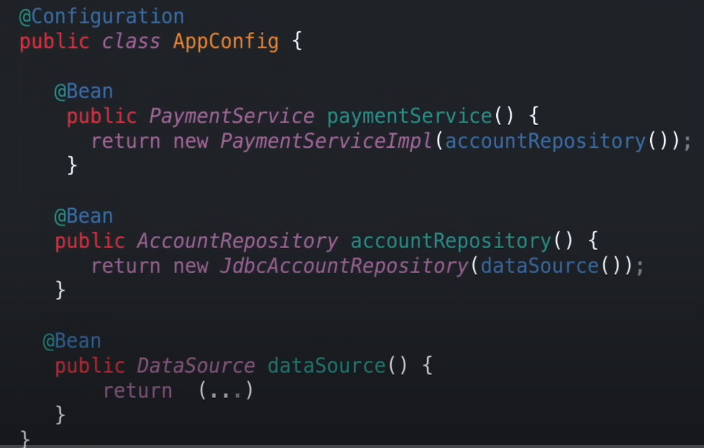 @Configuration
public class AppConfig {
@Bean
public PaymentService paymentService() {
return new PaymentServiceImpl(accountRepository());
}
@Bean
public AccountRepository accountRepository() {
return new JdbcAccountRepository(dataSource());
}
@Bean
public DataSource dataSource() {
return (...)
}
}